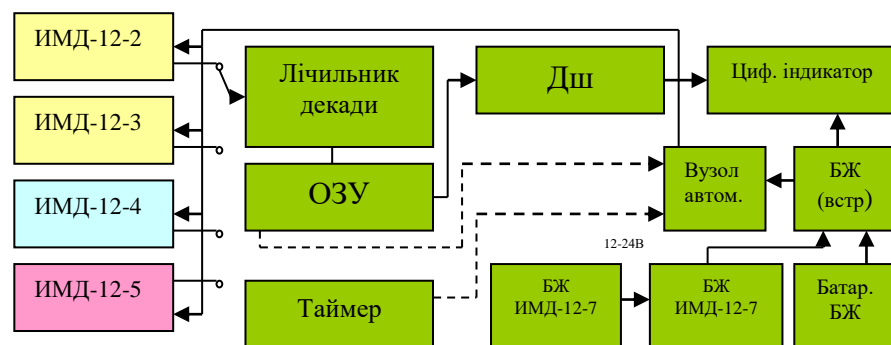 ИМД-12-2
ИМД-12-3
ИМД-12-4
ИМД-12-5
Лічильник
декади
ОЗУ
Таймер
Дш
Циф. індикатор
Вузол
автом.
БЖ
(встр)
12-24В
БЖ
ИМД-12-7
БЖ
ИМД-12-7
Батар.
БЖ